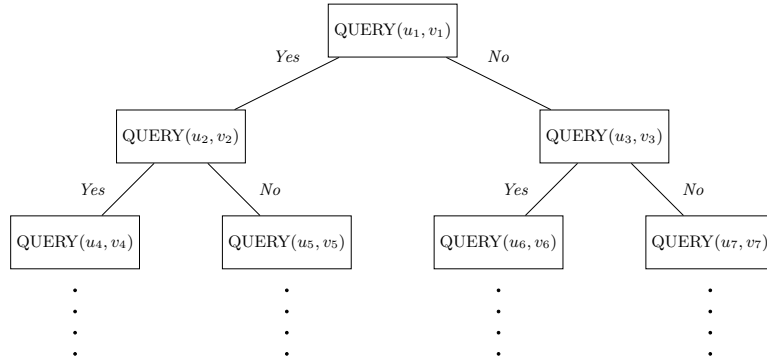 QUERY(u₁, v₁)
Yes No
QUERY(u₂, v₂) QUERY(u₃, v₃)
Yes No Yes No
QUERY(u₄, v₄) QUERY(u₅, v₅) QUERY(u₆, v₆) QUERY(u₇, v₇)